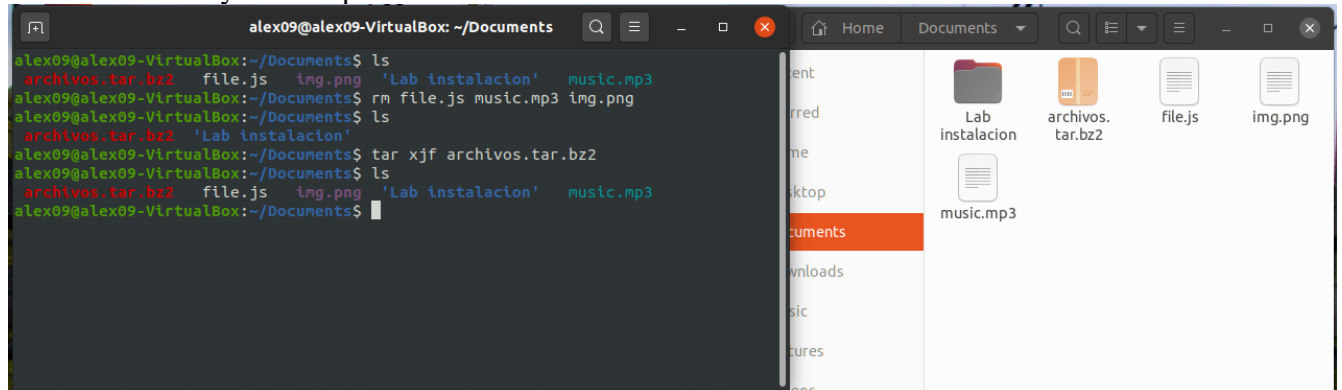 alex09@alex09-VirtualBox: ~/Documents
alex09@alex09-VirtualBox:~/Documents$ ls
archivos.tar.bz2 file.js img.png 'Lab instalacion' music.mp3
alex09@alex09-VirtualBox:~/Documents$ rm file.js music.mp3 img.png
alex09@alex09-VirtualBox:~/Documents$ ls
archivos.tar.bz2 'Lab instalacion'
alex09@alex09-VirtualBox:~/Documents$ tar xjf archivos.tar.bz2
alex09@alex09-VirtualBox:~/Documents$ ls
archivos.tar.bz2 file.js img.png 'Lab instalacion' music.mp3
alex09@alex09-VirtualBox:~/Documents$
Home Documents
cent
rred
me
sktop
cuments
wnloads
sic
tures
Lab
instalacion
archivos.
tar.bz2
file.js
img.png
music.mp3